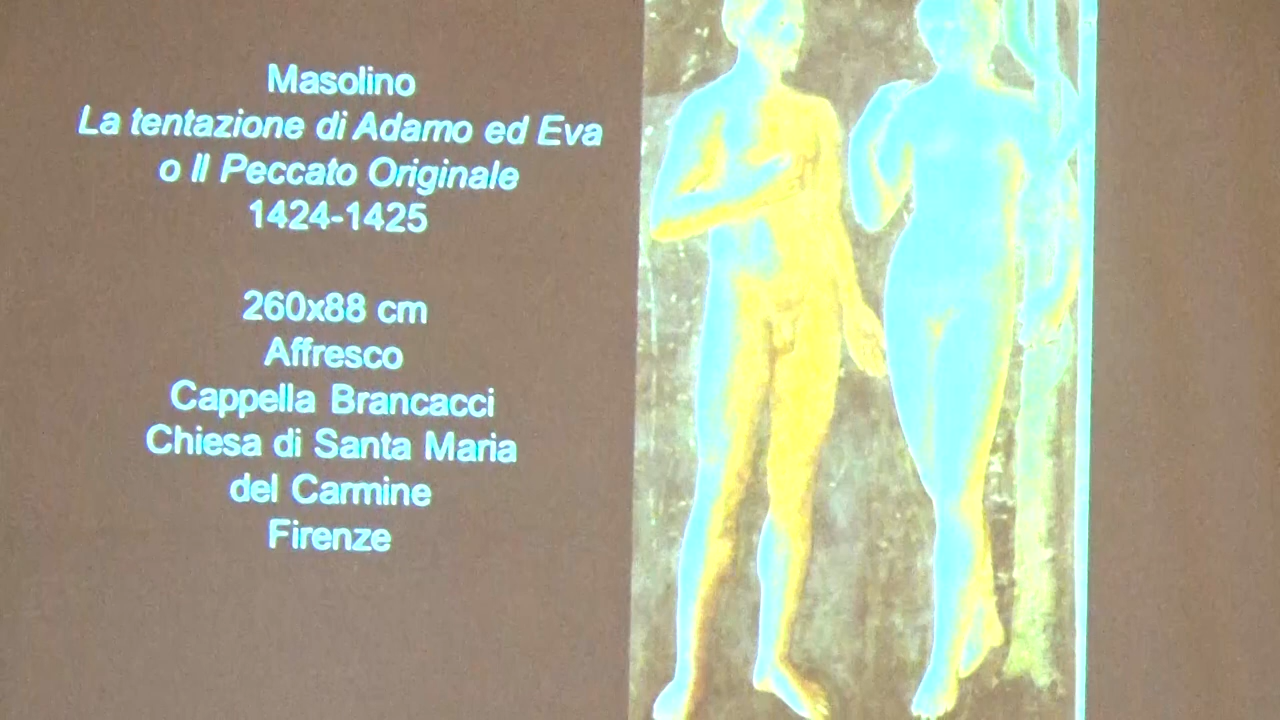 Masolino
La tentazione di Adamo ed Eva
o Il Peccato Originale
1424-1425
260x88 cm
Affresco
Cappella Brancacci
Chiesa di Santa Maria
del Carmine
Firenze